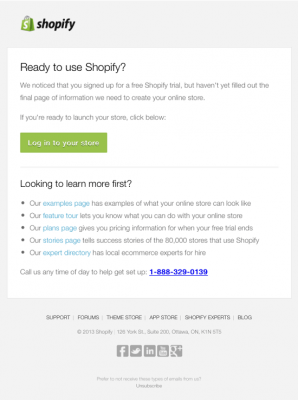 shopify
Ready to use Shopify?
We noticed that you signed up for a free Shopify trial, but haven't yet filled out the
final page of information we need to create your online store.
If you're ready to launch your store, click below:
Log in to your store
Looking to learn more first?
• Our examples page has examples of what your online store can look like
• Our feature tour lets you know what you can do with your online store
• Our plans page gives you pricing information for when your free trial ends
• Our stories page tells success stories of the 80,000 stores that use Shopify
• Our expert directory has local ecommerce experts for hire
Call us any time of day to help get set up: 1-888-329-0139
SUPPORT | FORUMS | THEME STORE | APP STORE | SHOPIFY EXPERTS | BLOG
© 2013 Shopify | 126 York St, Suite 200, Ottawa, ON, K1N 5T5
Prefer to not receive these types of emails from us?
Unsubscribe